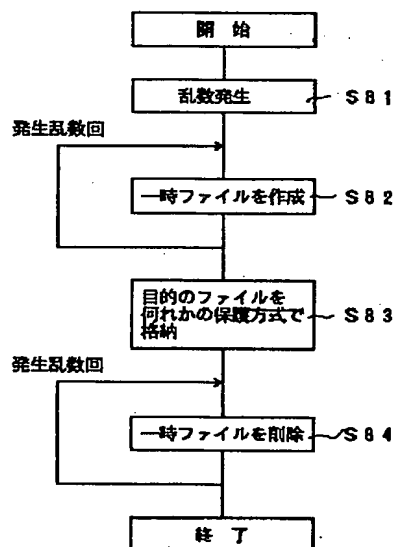 開 始
乱数発生 S81
発生乱数回
一時ファイルを作成 S82
目的のファイルを
何れかの保護方式で S83
格納
発生乱数回
一時ファイルを削除 S84
終 了